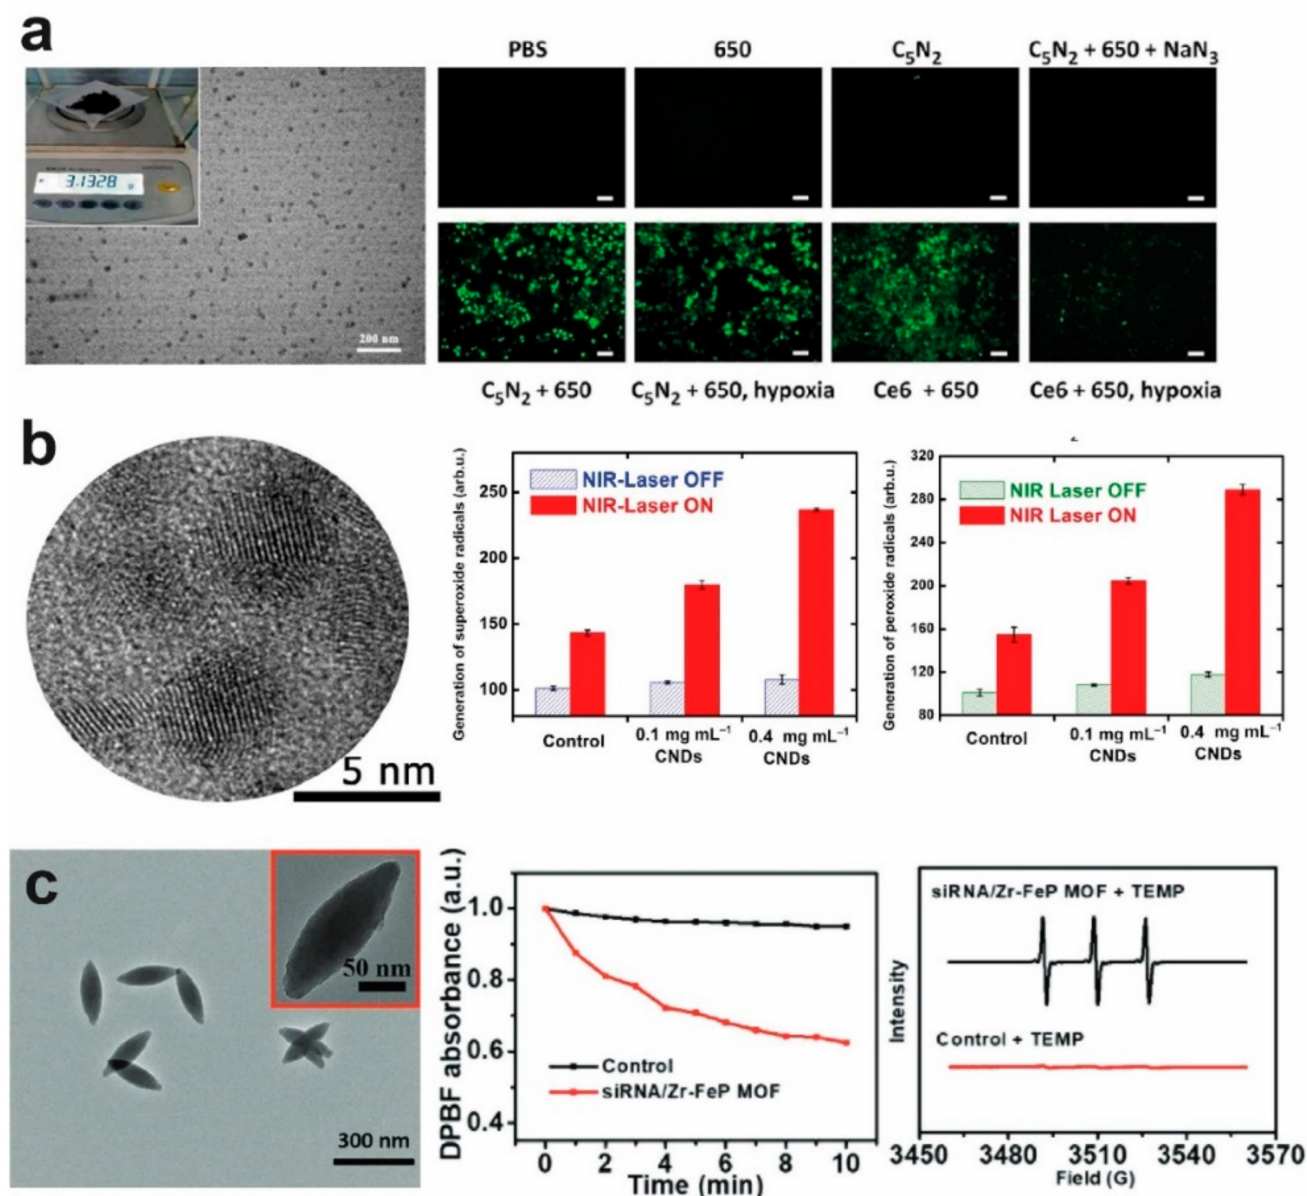 a
PBS
650
C₅N₂
C₅N₂ + 650 + NaN₃
3.1328
200 nm
C₅N₂ + 650
C₅N₂ + 650, hypoxia
Ce6 + 650
Ce6 + 650, hypoxia
b
5 nm
Generation of superoxide radicals (arb.u.)
250
200
150
100
NIR-Laser OFF
NIR-Laser ON
Control
0.1 mg mL⁻¹
CNDs
0.4 mg mL⁻¹
CNDs
Generation of peroxide radicals (arb.u.)
320
280
240
200
160
120
80
NIR Laser OFF
NIR Laser ON
Control
0.1 mg mL⁻¹
CNDs
0.4 mg mL⁻¹
CNDs
c
50 nm
300 nm
DPBF absorbance (a.u.)
1.0
0.8
0.6
0.4
Control
siRNA/Zr-FeP MOF
0 2 4 6 8 10
Time (min)
Intensity
siRNA/Zr-FeP MOF + TEMP
Control + TEMP
3450 3480 3510 3540 3570
Field (G)